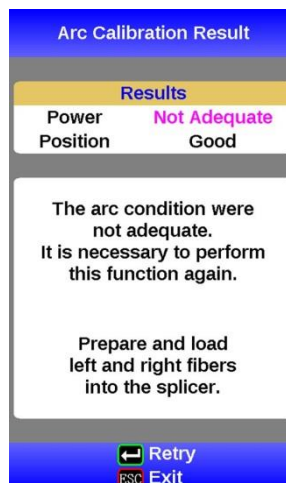 Arc Calibration Result
Results
Power Not Adequate
Position Good
The arc condition were
not adequate.
It is necessary to perform
this function again.
Prepare and load
left and right fibers
into the splicer.
Retry
ESC Exit